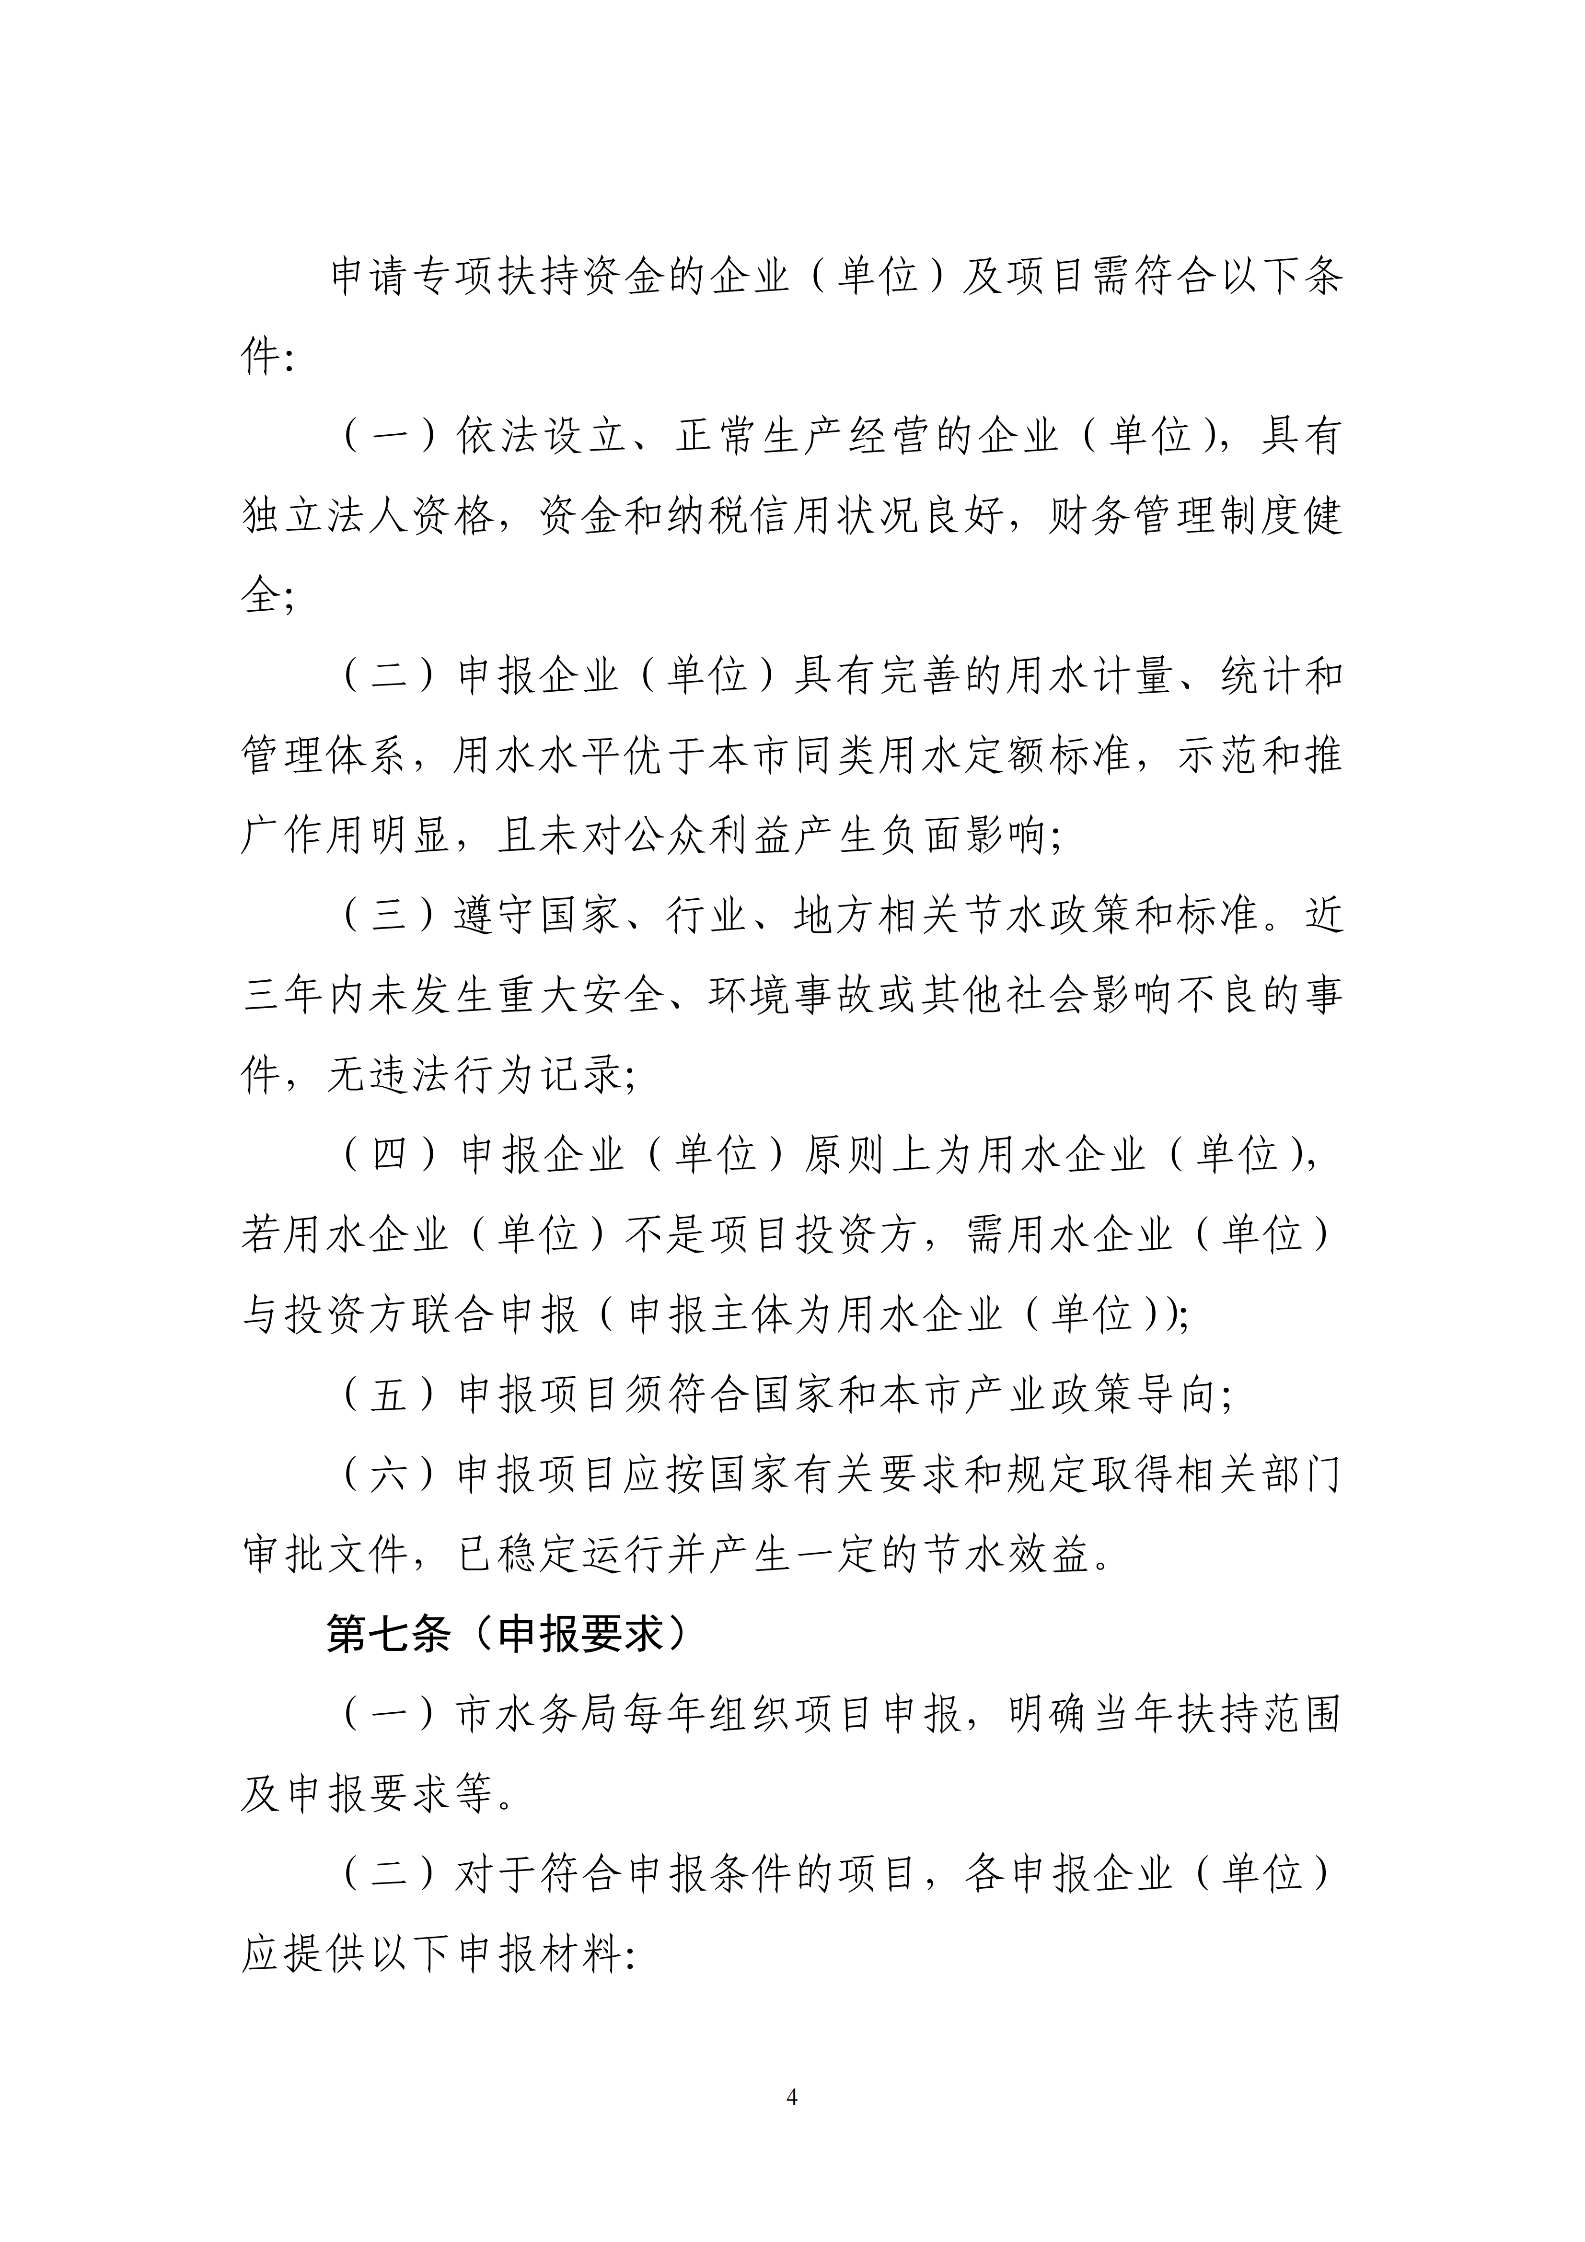 申请专项扶持资金的企业（单位）及项目需符合以下条
件：
（一）依法设立、正常生产经营的企业（单位），具有
独立法人资格，资金和纳税信用状况良好，财务管理制度健
全；
（二）申报企业（单位）具有完善的用水计量、统计和
管理体系，用水水平优于本市同类用水定额标准，示范和推
广作用明显，且未对公众利益产生负面影响；
（三）遵守国家、行业、地方相关节水政策和标准。近
三年内未发生重大安全、环境事故或其他社会影响不良的事
件，无违法行为记录；
（四）申报企业（单位）原则上为用水企业（单位），
若用水企业（单位）不是项目投资方，需用水企业（单位）
与投资方联合申报（申报主体为用水企业（单位））；
（五）申报项目须符合国家和本市产业政策导向；
（六）申报项目应按国家有关要求和规定取得相关部门
审批文件，已稳定运行并产生一定的节水效益。
第七条（申报要求）
（一）市水务局每年组织项目申报，明确当年扶持范围
及申报要求等。
（二）对于符合申报条件的项目，各申报企业（单位）
应提供以下申报材料：
4